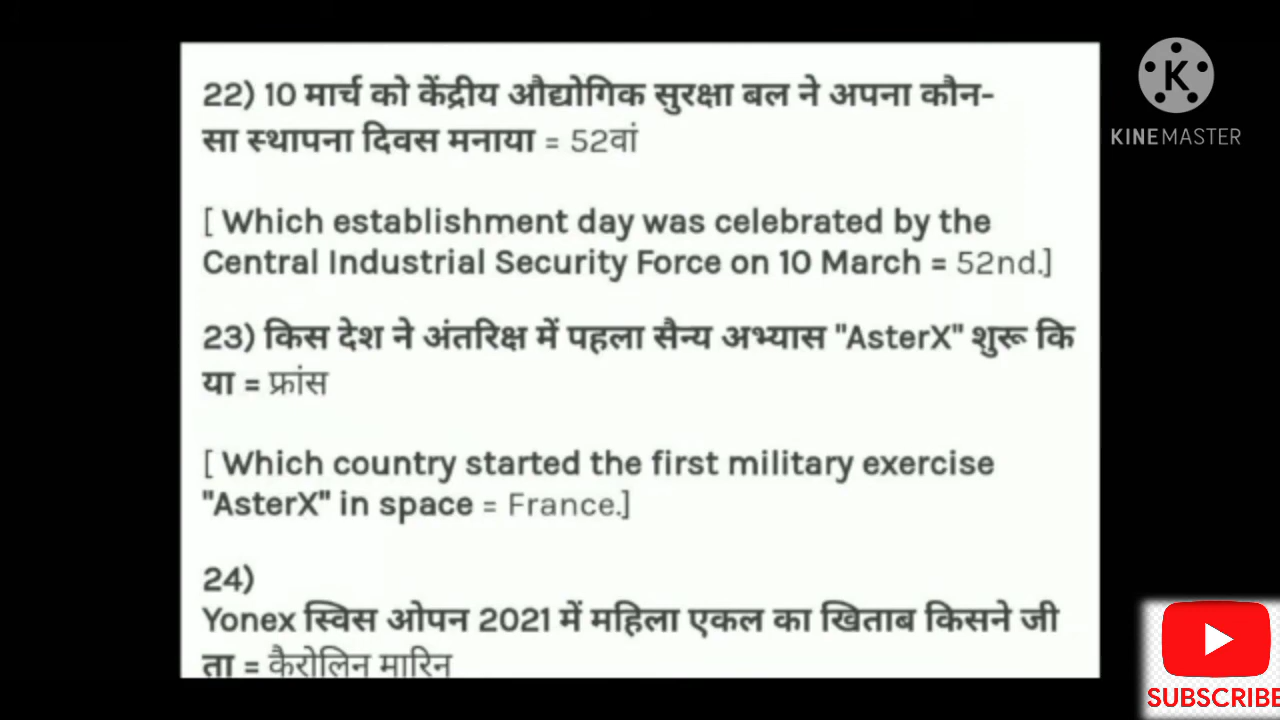 22) 10 मार्च को केंद्रीय औद्योगिक सुरक्षा बल ने अपना कौन-
सा स्थापना दिवस मनाया = 52वां
[ Which establishment day was celebrated by the
Central Industrial Security Force on 10 March = 52nd.]
23) किस देश ने अंतरिक्ष में पहला सैन्य अभ्यास "AsterX" शुरू कि
या = फ्रांस
[ Which country started the first military exercise
"AsterX" in space = France.]
24)
Yonex स्विस ओपन 2021 में महिला एकल का खिताब किसने जी
ता = कैरोलिन मारिन
K
KINEMASTER
SUBSCRIBE